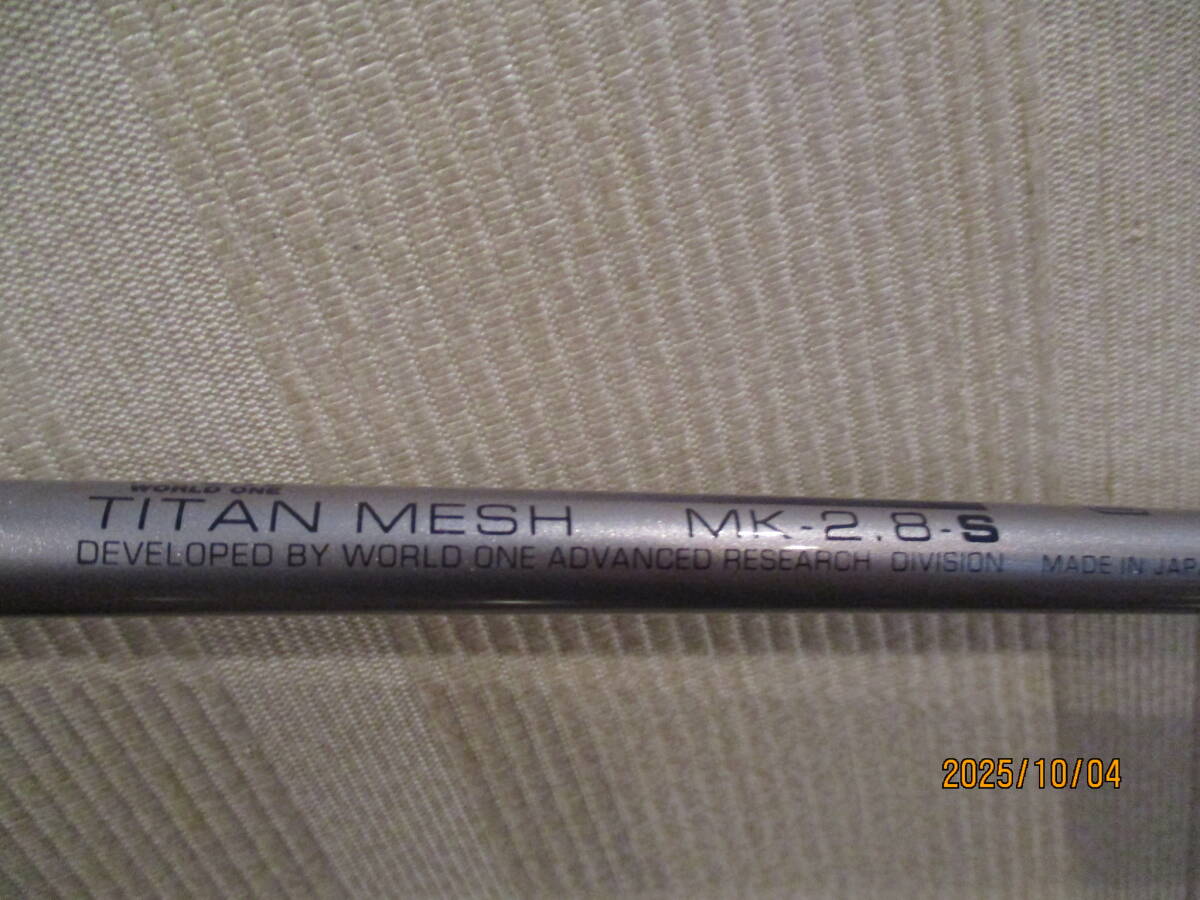 WORLD ONE
TITAN MESH MK-2.8-S
DEVELOPED BY WORLD ONE ADVANCED RESEARCH DIVISION MADE IN JAP
2025/10/04